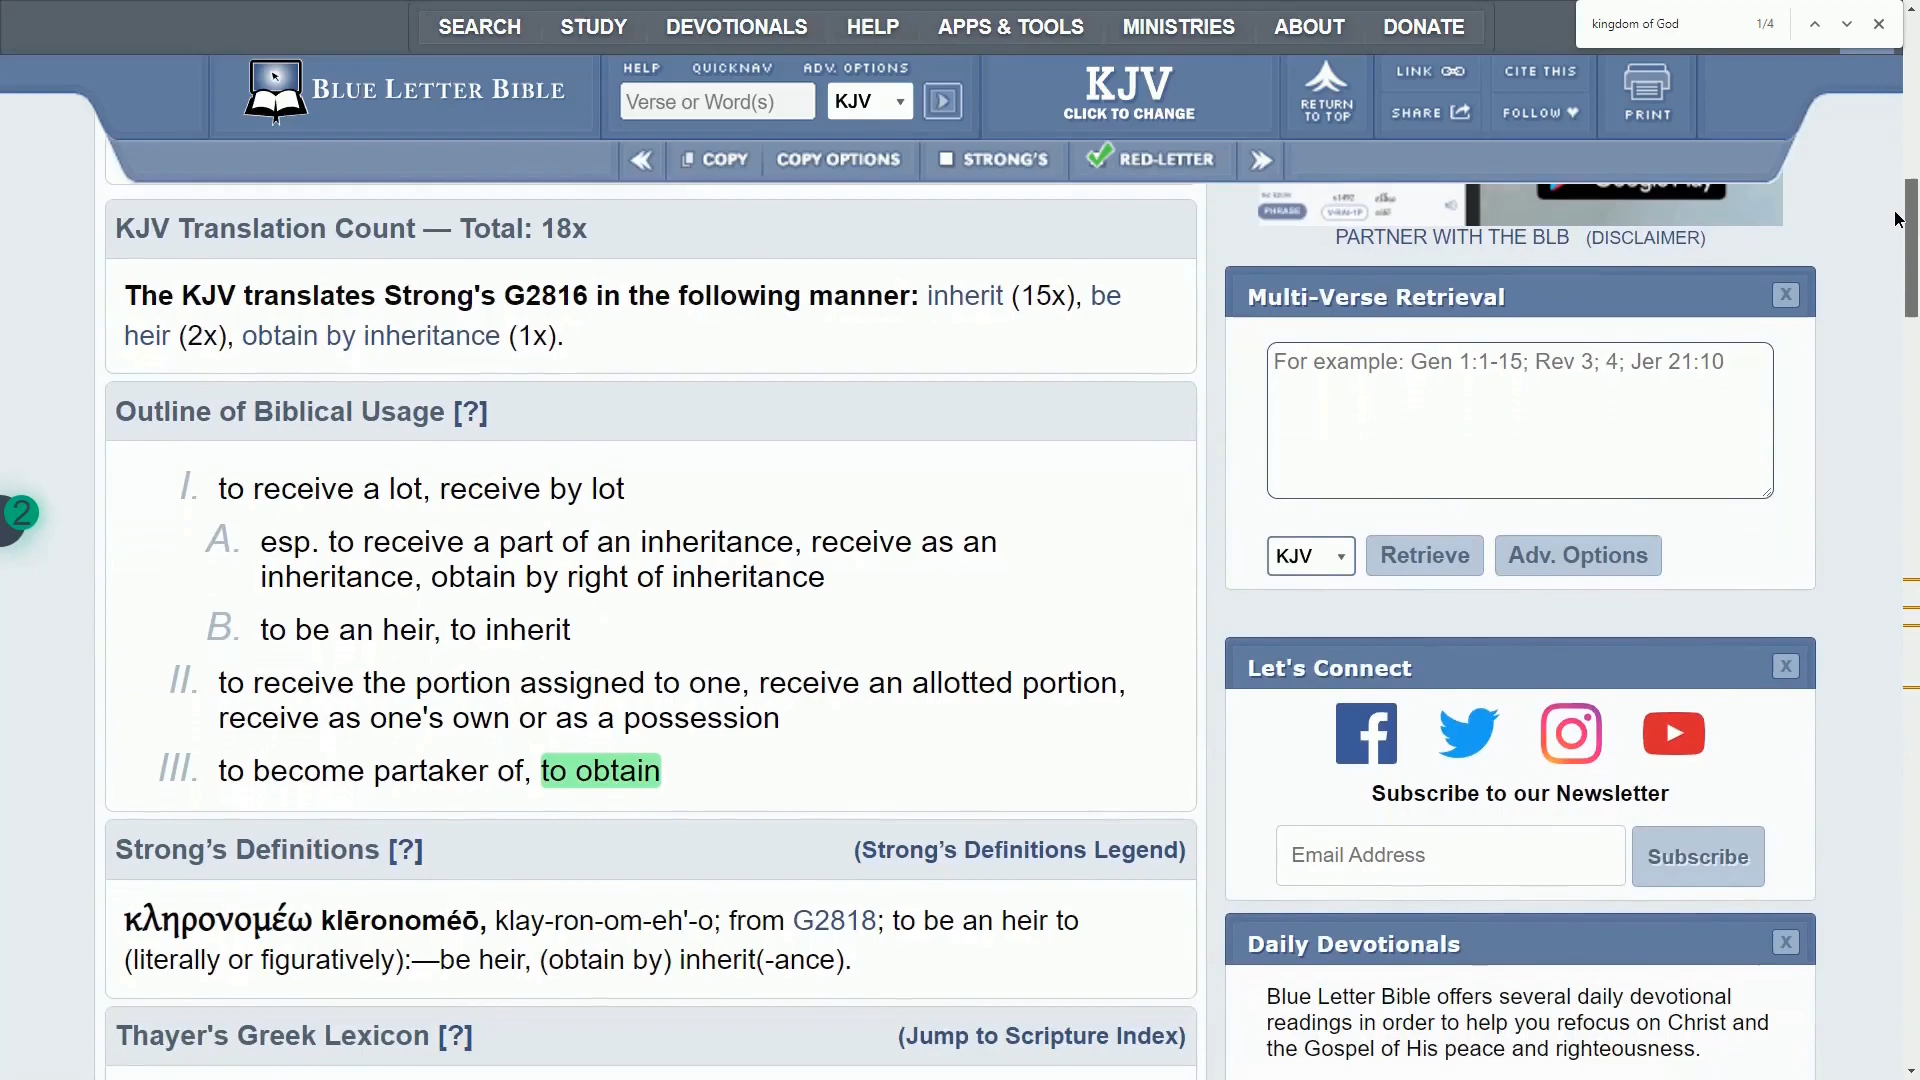 SEARCH STUDY DEVOTIONALS HELP APPS & TOOLS MINISTRIES ABOUT DONATE
kingdom of God 1/4
BLUE LETTER BIBLE
HELP QUICKNAV ADV. OPTIONS
Verse or Word(s) KJV
KJV
CLICK TO CHANGE
RETURN
TO TOP
LINK CITE THIS
SHARE FOLLOW
PRINT
COPY COPY OPTIONS STRONG'S RED-LETTER
KJV Translation Count — Total: 18x
The KJV translates Strong's G2816 in the following manner: inherit (15x), be
heir (2x), obtain by inheritance (1x).
Outline of Biblical Usage [?]
I. to receive a lot, receive by lot
A. esp. to receive a part of an inheritance, receive as an
inheritance, obtain by right of inheritance
B. to be an heir, to inherit
II. to receive the portion assigned to one, receive an allotted portion,
receive as one's own or as a possession
III. to become partaker of, to obtain
Strong’s Definitions [?] (Strong’s Definitions Legend)
κληρονομέω klēronoméō, klay-ron-om-eh'-o; from G2818; to be an heir to
(literally or figuratively):—be heir, (obtain by) inherit(-ance).
Thayer's Greek Lexicon [?] (Jump to Scripture Index)
2
PHRASE
Google Play
PARTNER WITH THE BLB (DISCLAIMER)
Multi-Verse Retrieval X
For example: Gen 1:1-15; Rev 3; 4; Jer 21:10
KJV Retrieve Adv. Options
Let's Connect X
Subscribe to our Newsletter
Email Address Subscribe
Daily Devotionals X
Blue Letter Bible offers several daily devotional
readings in order to help you refocus on Christ and
the Gospel of His peace and righteousness.